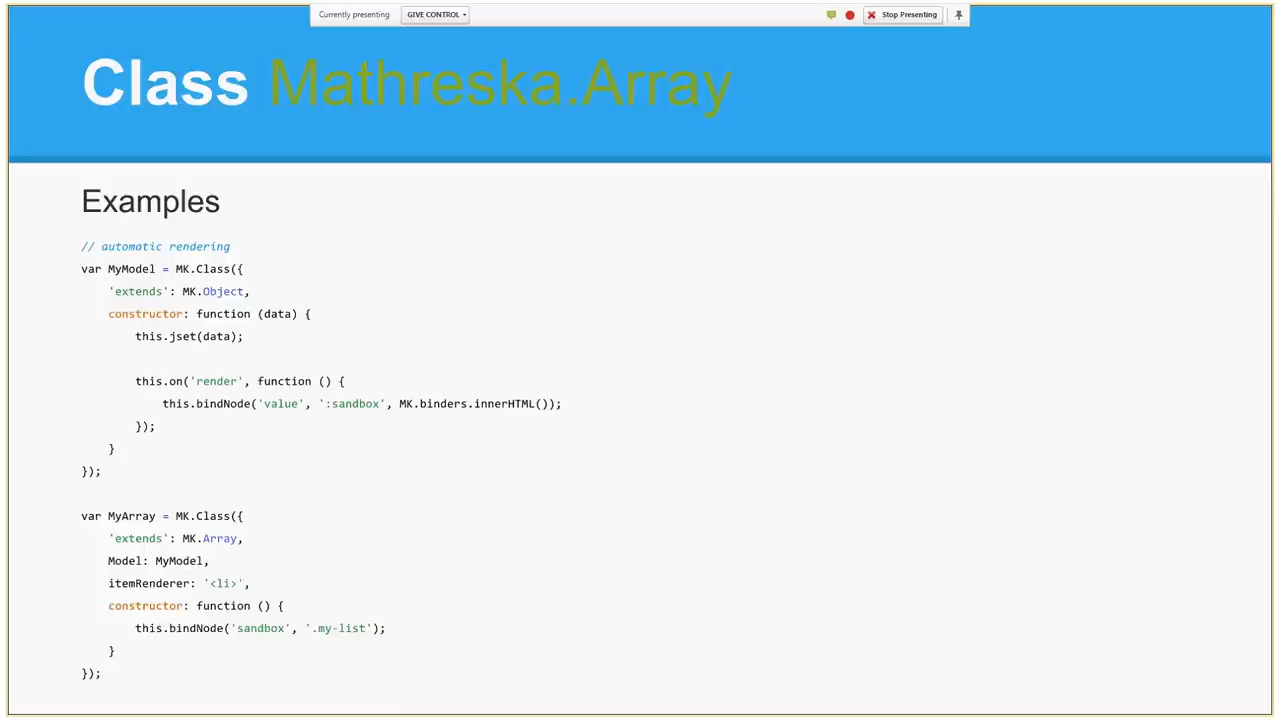 Currently presenting GIVE CONTROL Stop Presenting
Class Mathreska.Array
Examples
// automatic rendering
var MyModel = MK.Class({
    'extends': MK.Object,
    constructor: function (data) {
        this.jset(data);
        this.on('render', function () {
            this.bindNode('value', ':sandbox', MK.binders.innerHTML());
        });
    }
});
var MyArray = MK.Class({
    'extends': MK.Array,
    Model: MyModel,
    itemRenderer: '<li>',
    constructor: function () {
        this.bindNode('sandbox', '.my-list');
    }
});